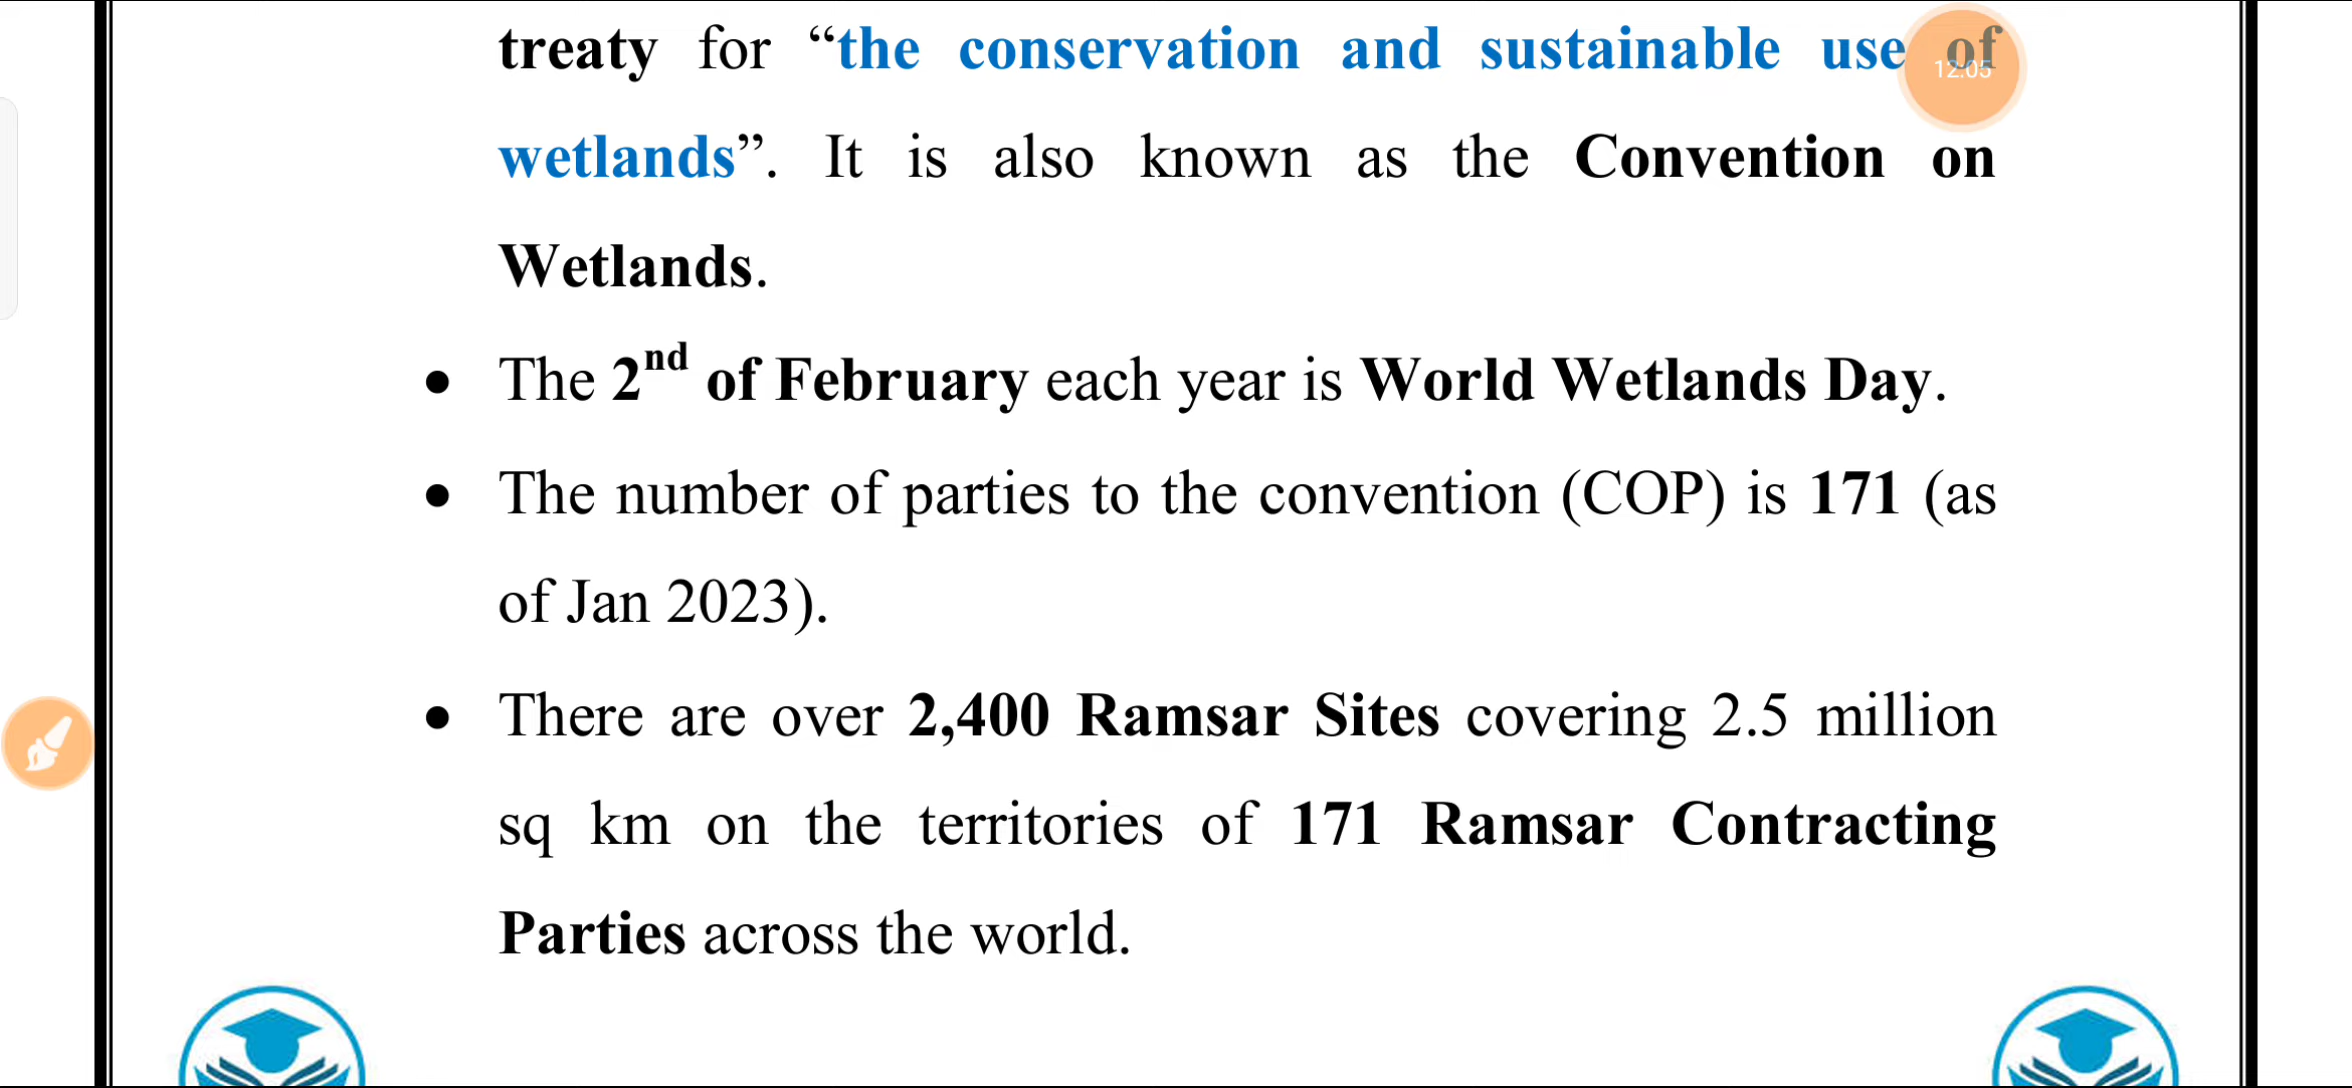 treaty for “the conservation and sustainable use of
12:05
wetlands”. It is also known as the Convention on
Wetlands.
• The 2nd of February each year is World Wetlands Day.
• The number of parties to the convention (COP) is 171 (as
of Jan 2023).
• There are over 2,400 Ramsar Sites covering 2.5 million
sq km on the territories of 171 Ramsar Contracting
Parties across the world.